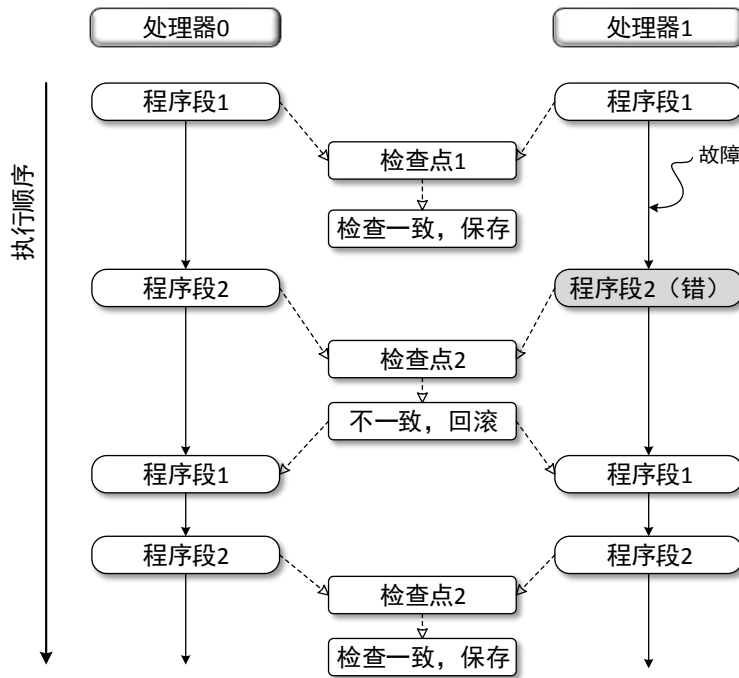 处理器0
处理器1
程序段1
程序段1
检查点1
故障
检查一致，保存
执行顺序
程序段2
程序段2（错）
检查点2
不一致，回滚
程序段1
程序段1
程序段2
程序段2
检查点2
检查一致，保存